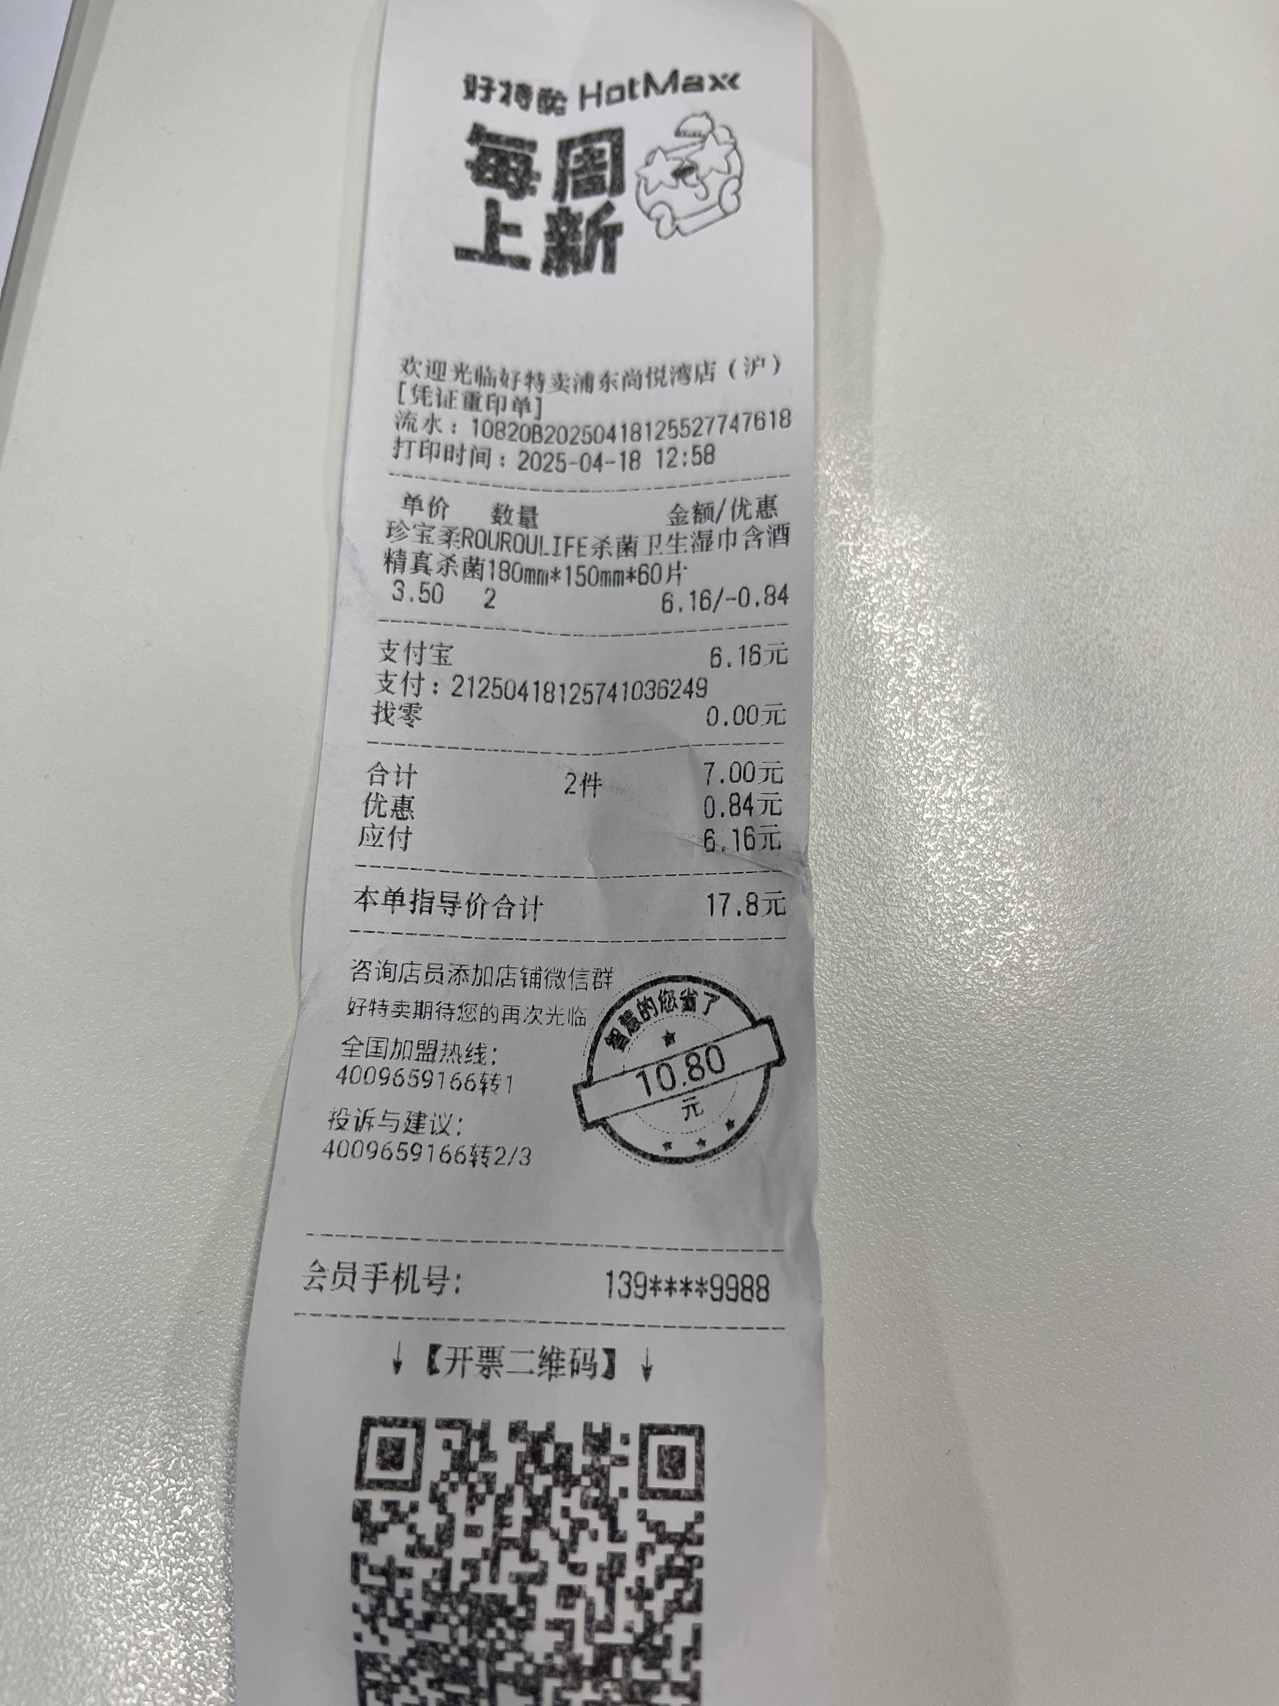 好特卖 HotMaxx
每周
上新
欢迎光临好特卖浦东尚悦湾店（沪）
[凭证重印单]
流水：10820B20250418125527747618
打印时间：2025-04-18 12:58
单价 数量 金额/优惠
珍宝柔ROUROULIFE杀菌卫生湿巾含酒
精真杀菌180mm*150mm*60片
3.50 2 6.16/-0.84
支付宝 6.16元
支付：21250418125741036249
找零 0.00元
合计 2件 7.00元
优惠 0.84元
应付 6.16元
本单指导价合计 17.8元
咨询店员添加店铺微信群
好特卖期待您的再次光临
全国加盟热线：
4009659166转1
投诉与建议：
4009659166转2/3
智慧的您省了
10.80
元
会员手机号： 139****9988
↓【开票二维码】↓